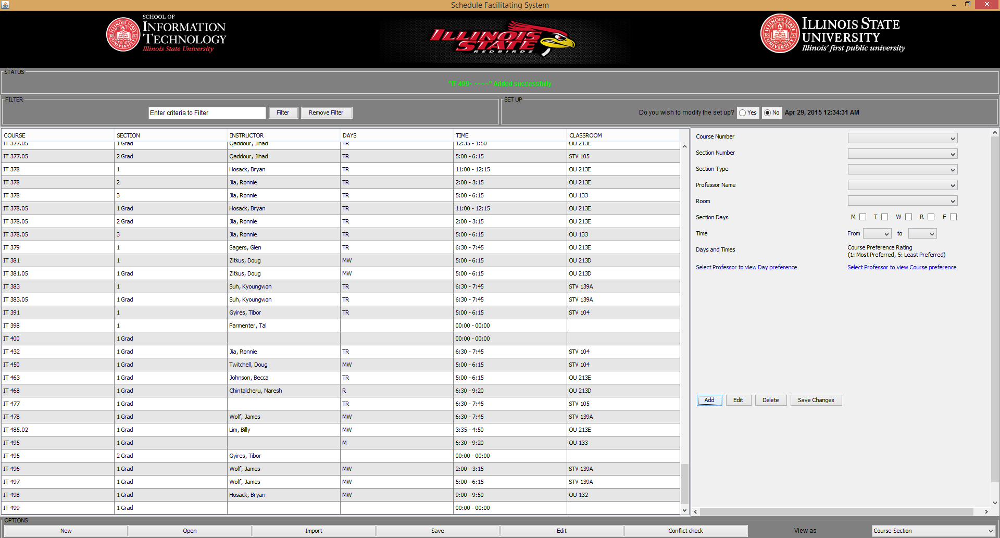 Schedule Facilitating System
SCHOOL OF
INFORMATION
TECHNOLOGY
Illinois State University
ILLINOIS
STATE
REDBIRDS
ILLINOIS STATE
UNIVERSITY
Illinois' first public university
18 57
18 57
STATUS
"IT 499- - - - - -" Added successfully
FILTER
Enter criteria to Filter Filter Remove Filter
SET UP
Do you wish to modify the set up? Yes No Apr 29, 2015 12:34:31 AM
COURSE SECTION INSTRUCTOR DAYS TIME CLASSROOM
IT 377.05 1 Grad Qaddour, Jihad TR 12:35 - 1:50 OU 213E
IT 377.05 2 Grad Qaddour, Jihad TR 5:00 - 6:15 STV 105
IT 378 1 Hosack, Bryan TR 11:00 - 12:15 OU 213E
IT 378 2 Jia, Ronnie TR 2:00 - 3:15 OU 213E
IT 378 3 Jia, Ronnie TR 5:00 - 6:15 OU 133
IT 378.05 1 Grad Hosack, Bryan TR 11:00 - 12:15 OU 213E
IT 378.05 2 Grad Jia, Ronnie TR 2:00 - 3:15 OU 213E
IT 378.05 3 Jia, Ronnie TR 5:00 - 6:15 OU 133
IT 379 1 Sagers, Glen TR 6:30 - 7:45 OU 213E
IT 381 1 Zitkus, Doug MW 5:00 - 6:15 OU 213D
IT 381.05 1 Grad Zitkus, Doug MW 5:00 - 6:15 OU 213D
IT 383 1 Suh, Kyoungwon TR 6:30 - 7:45 STV 139A
IT 383.05 1 Grad Suh, Kyoungwon TR 6:30 - 7:45 STV 139A
IT 391 1 Gyires, Tibor TR 5:00 - 6:15 STV 104
IT 398 1 Parmenter, Tal 00:00 - 00:00
IT 400 1 Grad 00:00 - 00:00
IT 432 1 Grad Jia, Ronnie TR 6:30 - 7:45 STV 104
IT 450 1 Grad Twitchell, Doug MW 5:00 - 6:15 STV 104
IT 463 1 Grad Johnson, Becca TR 5:00 - 6:15 OU 213E
IT 468 1 Grad Chintalcheru, Naresh R 6:30 - 9:20 OU 213D
IT 477 1 Grad TR 6:30 - 7:45 STV 105
IT 478 1 Grad Wolf, James MW 6:30 - 7:45 STV 139A
IT 485.02 1 Grad Lim, Billy MW 3:35 - 4:50 OU 213E
IT 495 1 Grad M 6:30 - 9:20 OU 133
IT 495 2 Grad Gyires, Tibor 00:00 - 00:00
IT 496 1 Grad Wolf, James MW 2:00 - 3:15 STV 139A
IT 497 1 Grad Wolf, James MW 5:00 - 6:15 STV 139A
IT 498 1 Grad Hosack, Bryan MW 9:00 - 9:50 OU 132
IT 499 1 Grad 00:00 - 00:00
Course Number
Section Number
Section Type
Professor Name
Room
Section Days M T W R F
Time From to
Days and Times Course Preference Rating
(1: Most Preferred, 5: Least Preferred)
Select Professor to view Day preference Select Professor to view Course preference
Add Edit Delete Save Changes
OPTIONS
New Open Import Save Edit Conflict check View as Course-Section